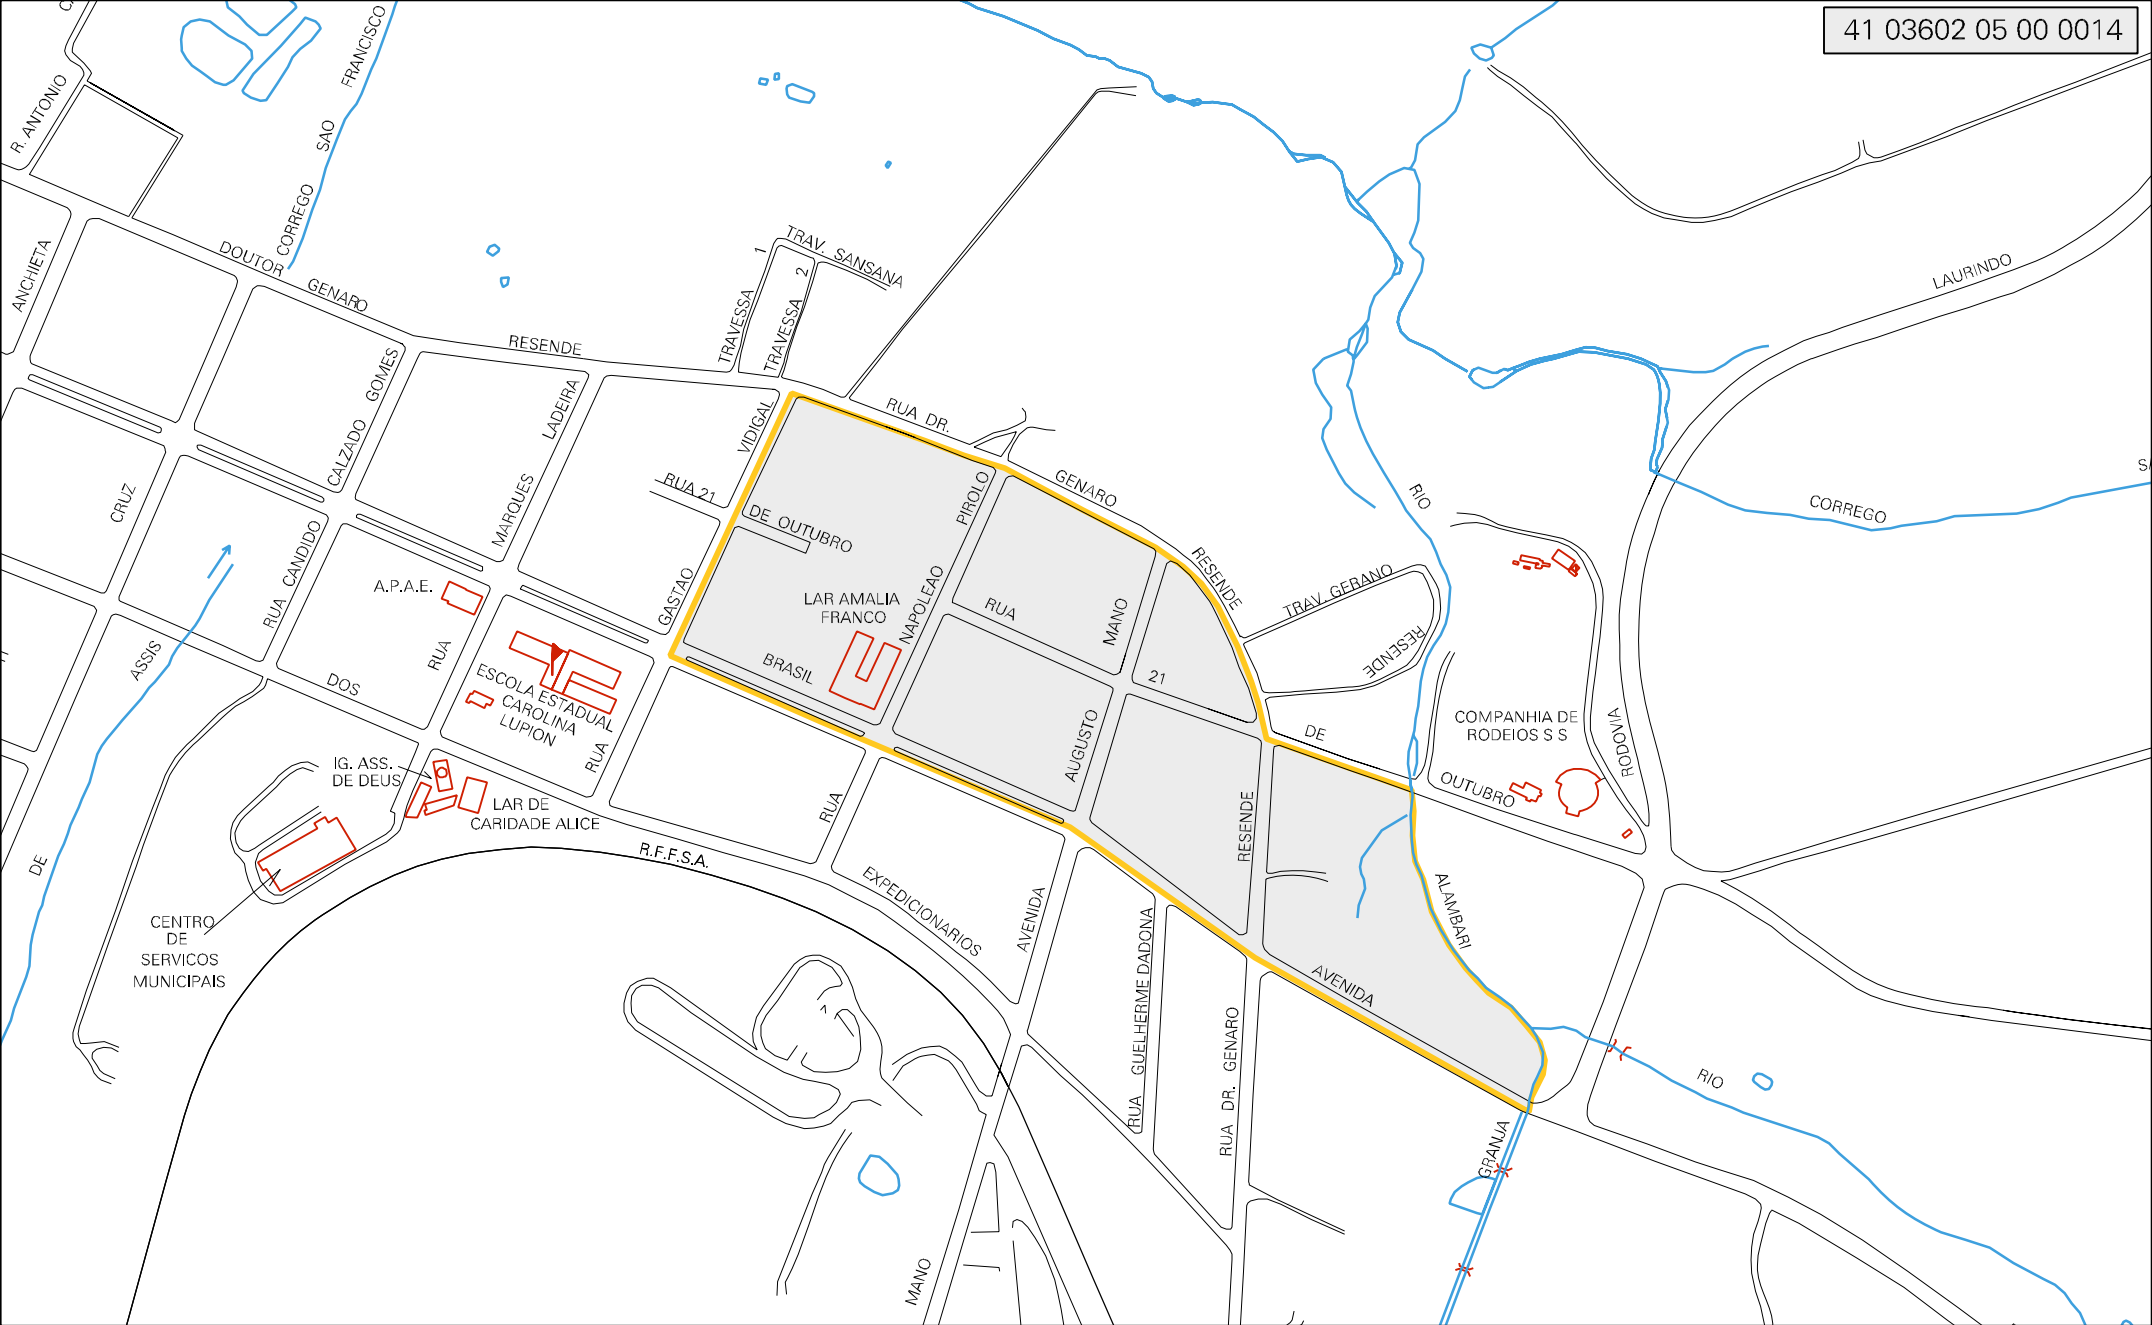 41 03602 05 00 0014
R. ANTONIO
SAO FRANCISCO
CORREGO
ANCHIETA
DOUTOR
GENARO
RESENDE
TRAV. SANSANA
TRAVESSA 1
TRAVESSA 2
LAURINDO
CALZADO GOMES
LADEIRA
MARQUES
VIDIGAL
RUA DR.
GENARO
RESENDE
RUA 21
DE OUTUBRO
PIROLO
NAPOLEAO
CRUZ
RUA CANDIDO
RIO
CORREGO
A.P.A.E.
GASTAO
LAR AMALIA
FRANCO
RUA
MANO
21
TRAV. GERANO
RESENDE
ASSIS
DOS
RUA
BRASIL
ESCOLA ESTADUAL
CAROLINA
LUPION
RUA
AUGUSTO
DE
OUTUBRO
COMPANHIA DE
RODEIOS S S
RODOVIA
IG. ASS.
DE DEUS
LAR DE
CARIDADE ALICE
RUA
R.F.F.S.A.
RESENDE
DE
EXPEDICIONARIOS
AVENIDA
ALAMBARI
CENTRO
DE
SERVICOS
MUNICIPAIS
RUA GUELHERME DADONA
AVENIDA
RUA DR. GENARO
RIO
GRANJA
MANO